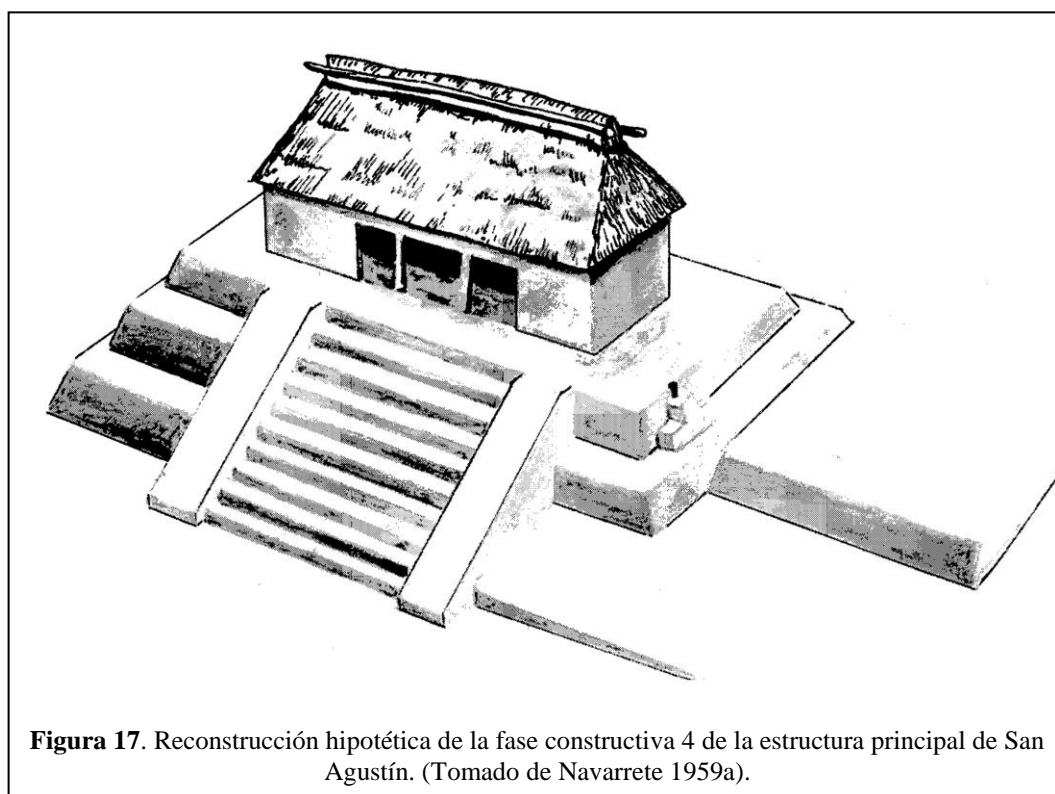 Figura 17. Reconstrucción hipotética de la fase constructiva 4 de la estructura principal de San
Agustín. (Tomado de Navarrete 1959a).